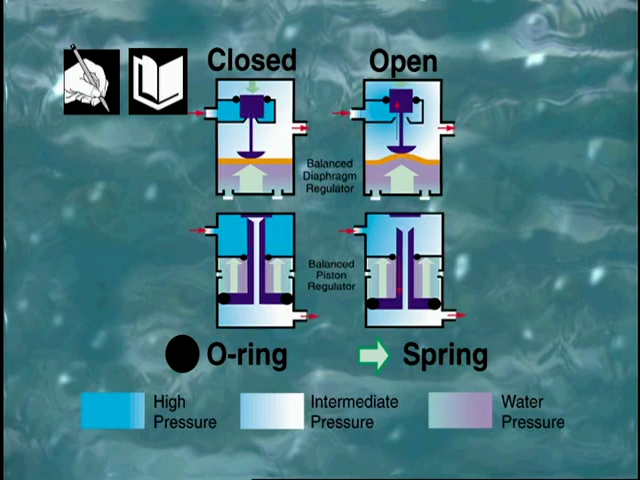 Closed
Open
Balanced
Diaphragm
Regulator
Balanced
Piston
Regulator
O-ring
Spring
High
Pressure
Intermediate
Pressure
Water
Pressure